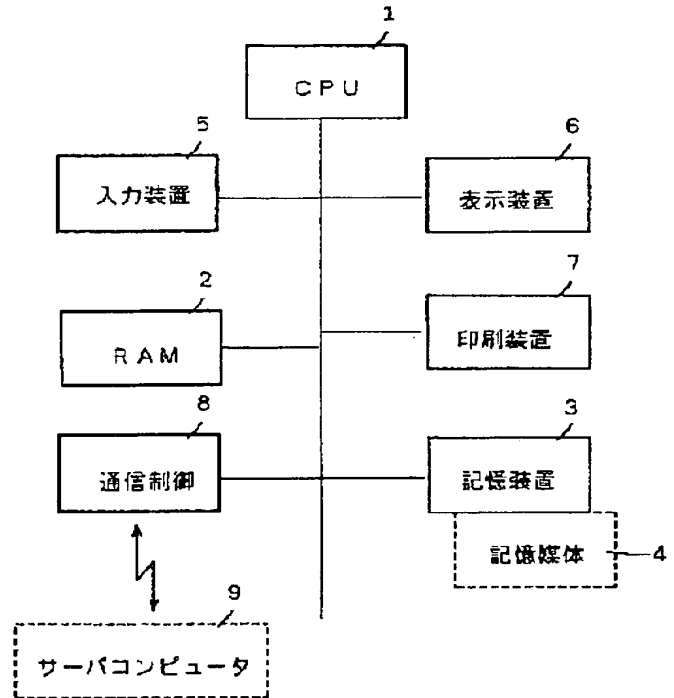 1
CPU
5
入力装置
6
表示装置
2
RAM
7
印刷装置
8
通信制御
3
記憶装置
記憶媒体
4
9
サーバコンピュータ